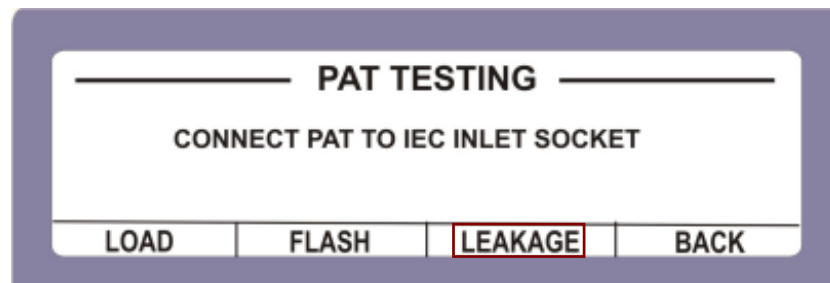 PAT TESTING
CONNECT PAT TO IEC INLET SOCKET
LOAD FLASH LEAKAGE BACK